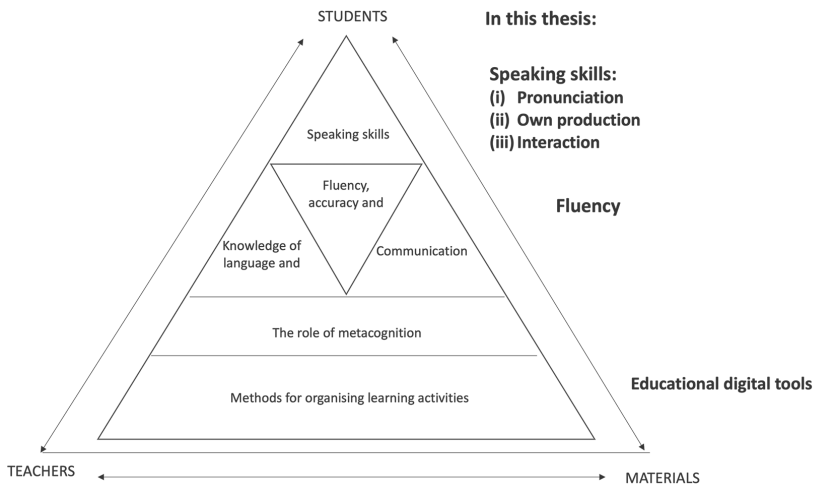 STUDENTS
In this thesis:
Speaking skills:
(i) Pronunciation
(ii) Own production
(iii) Interaction
Speaking skills
Fluency,
accuracy and
Fluency
Knowledge of
language and
Communication
The role of metacognition
Educational digital tools
Methods for organising learning activities
TEACHERS
MATERIALS